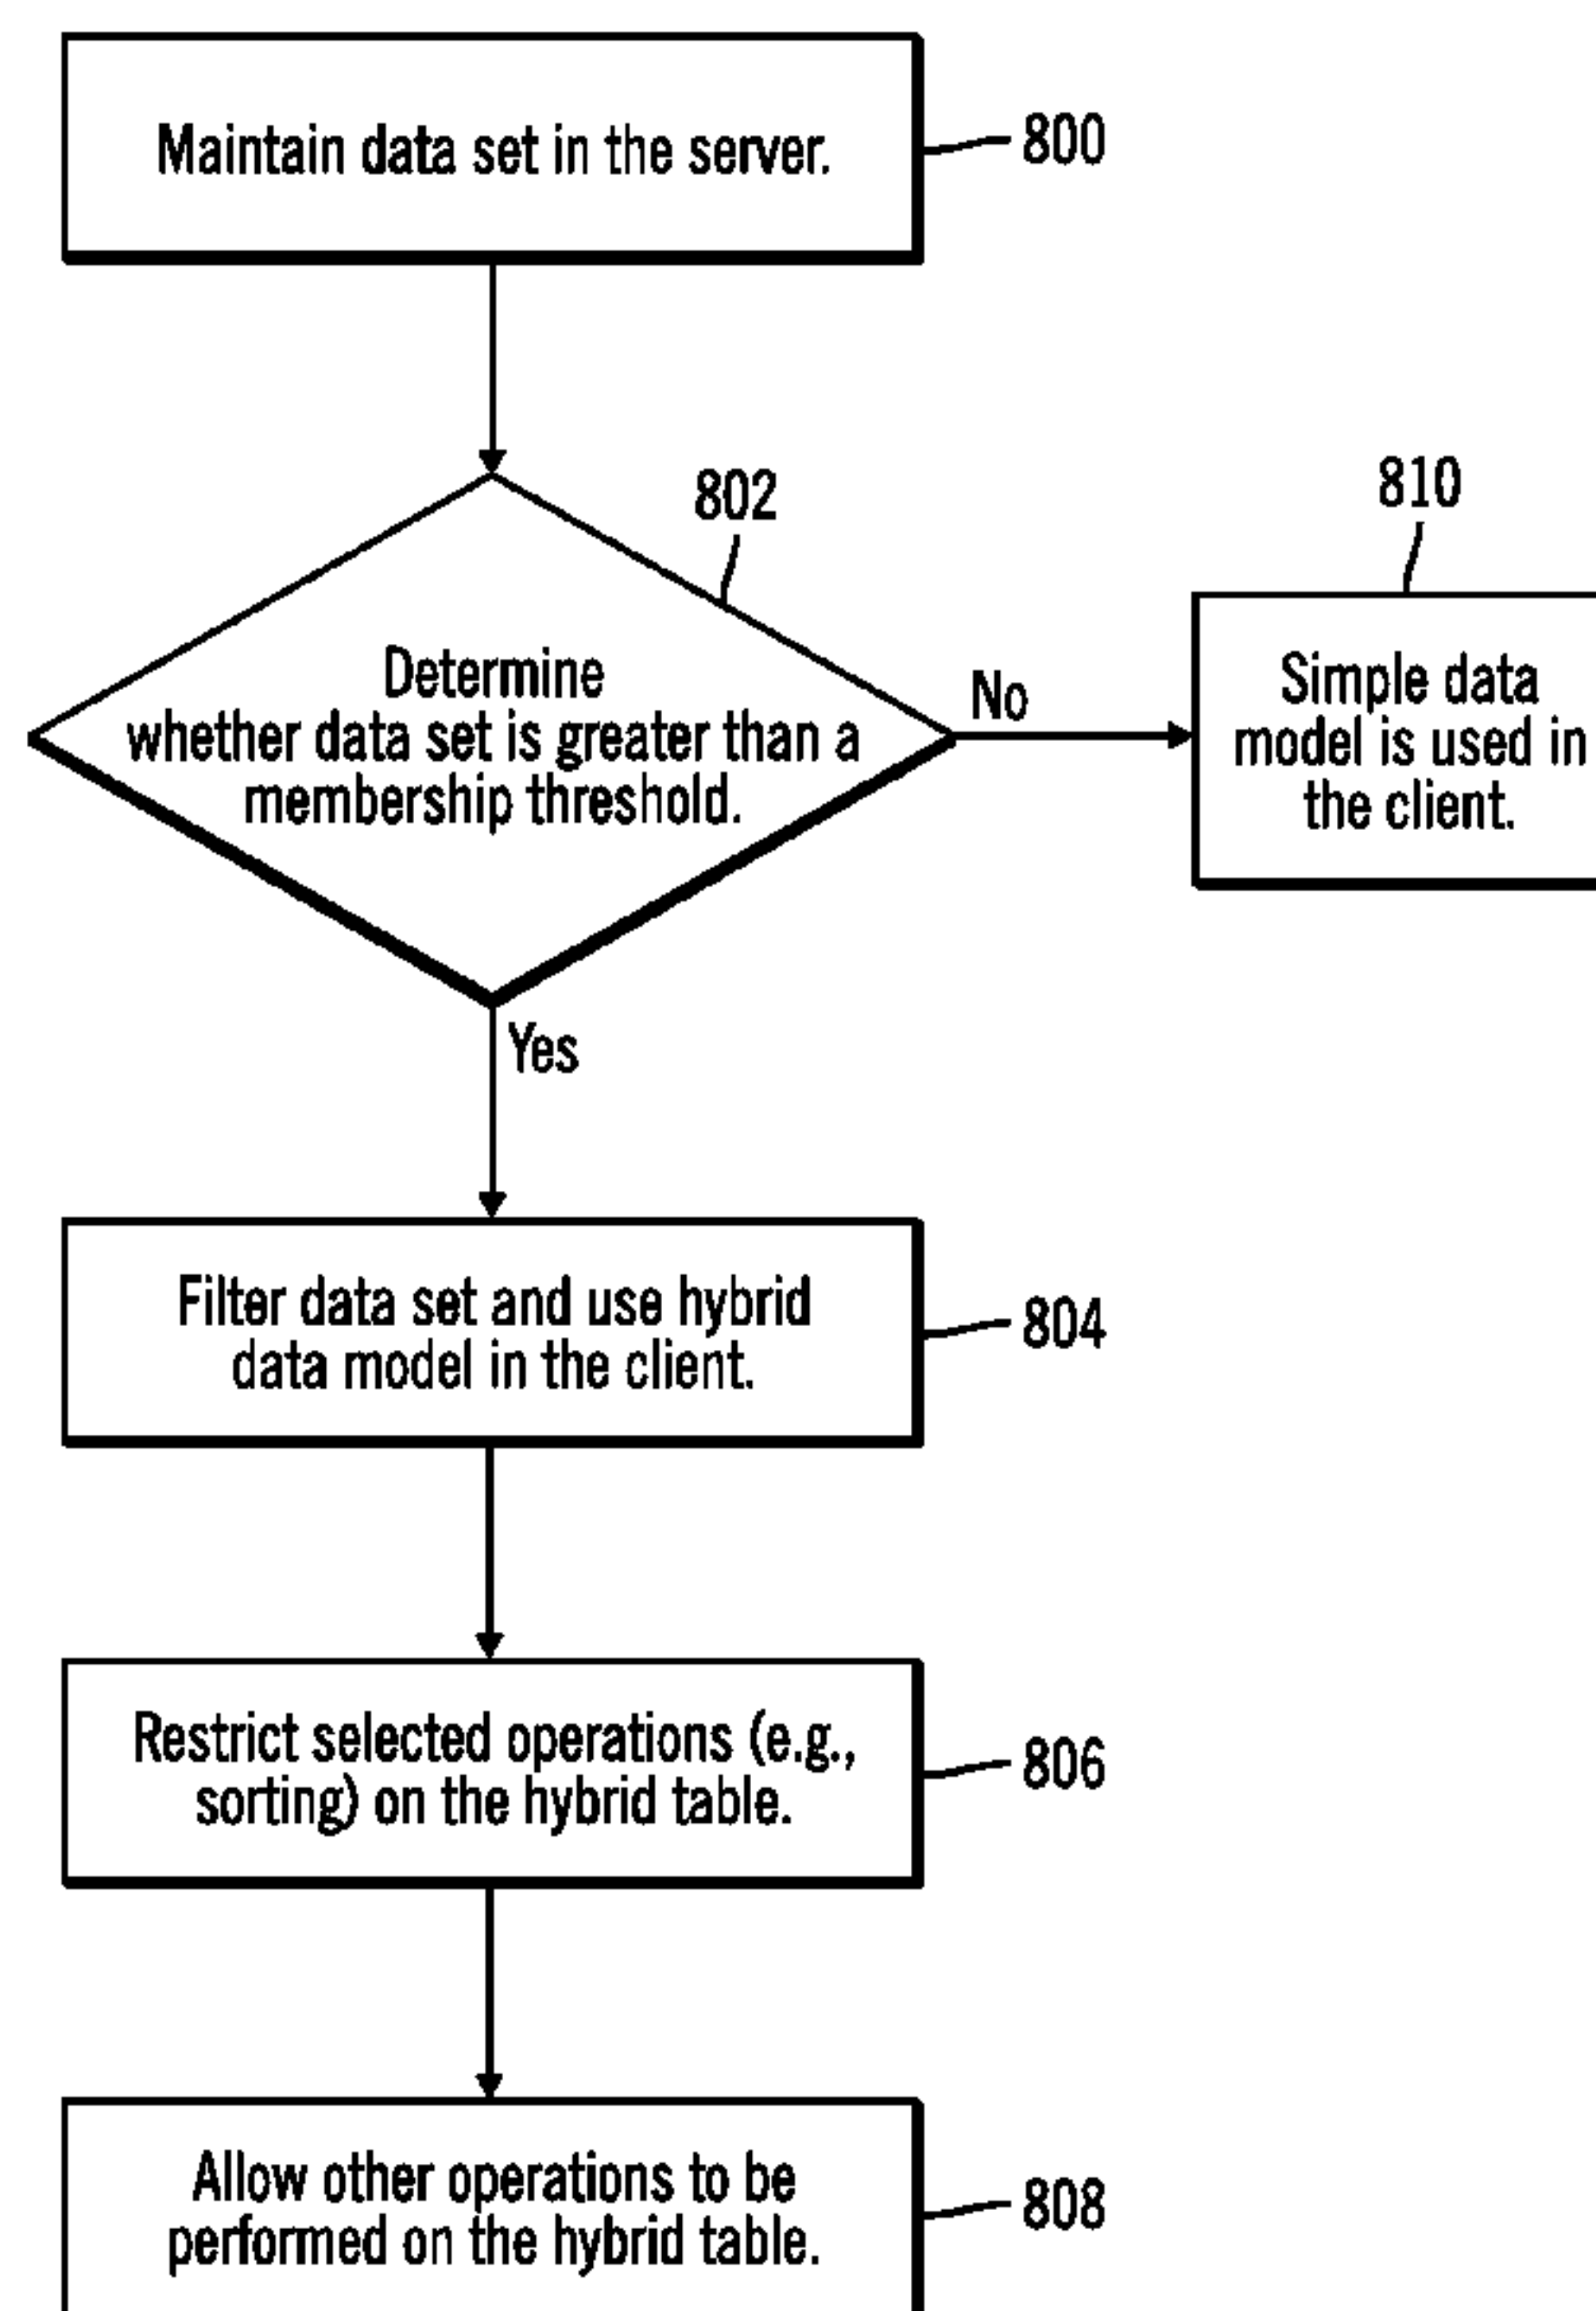 Maintain data set in the server.
800
802
810
Determine
whether data set is greater than a
membership threshold.
No
Simple data
model is used in
the client.
Yes
Filter data set and use hybrid
data model in the client.
804
Restrict selected operations (e.g.,
sorting) on the hybrid table.
806
Allow other operations to be
performed on the hybrid table.
808